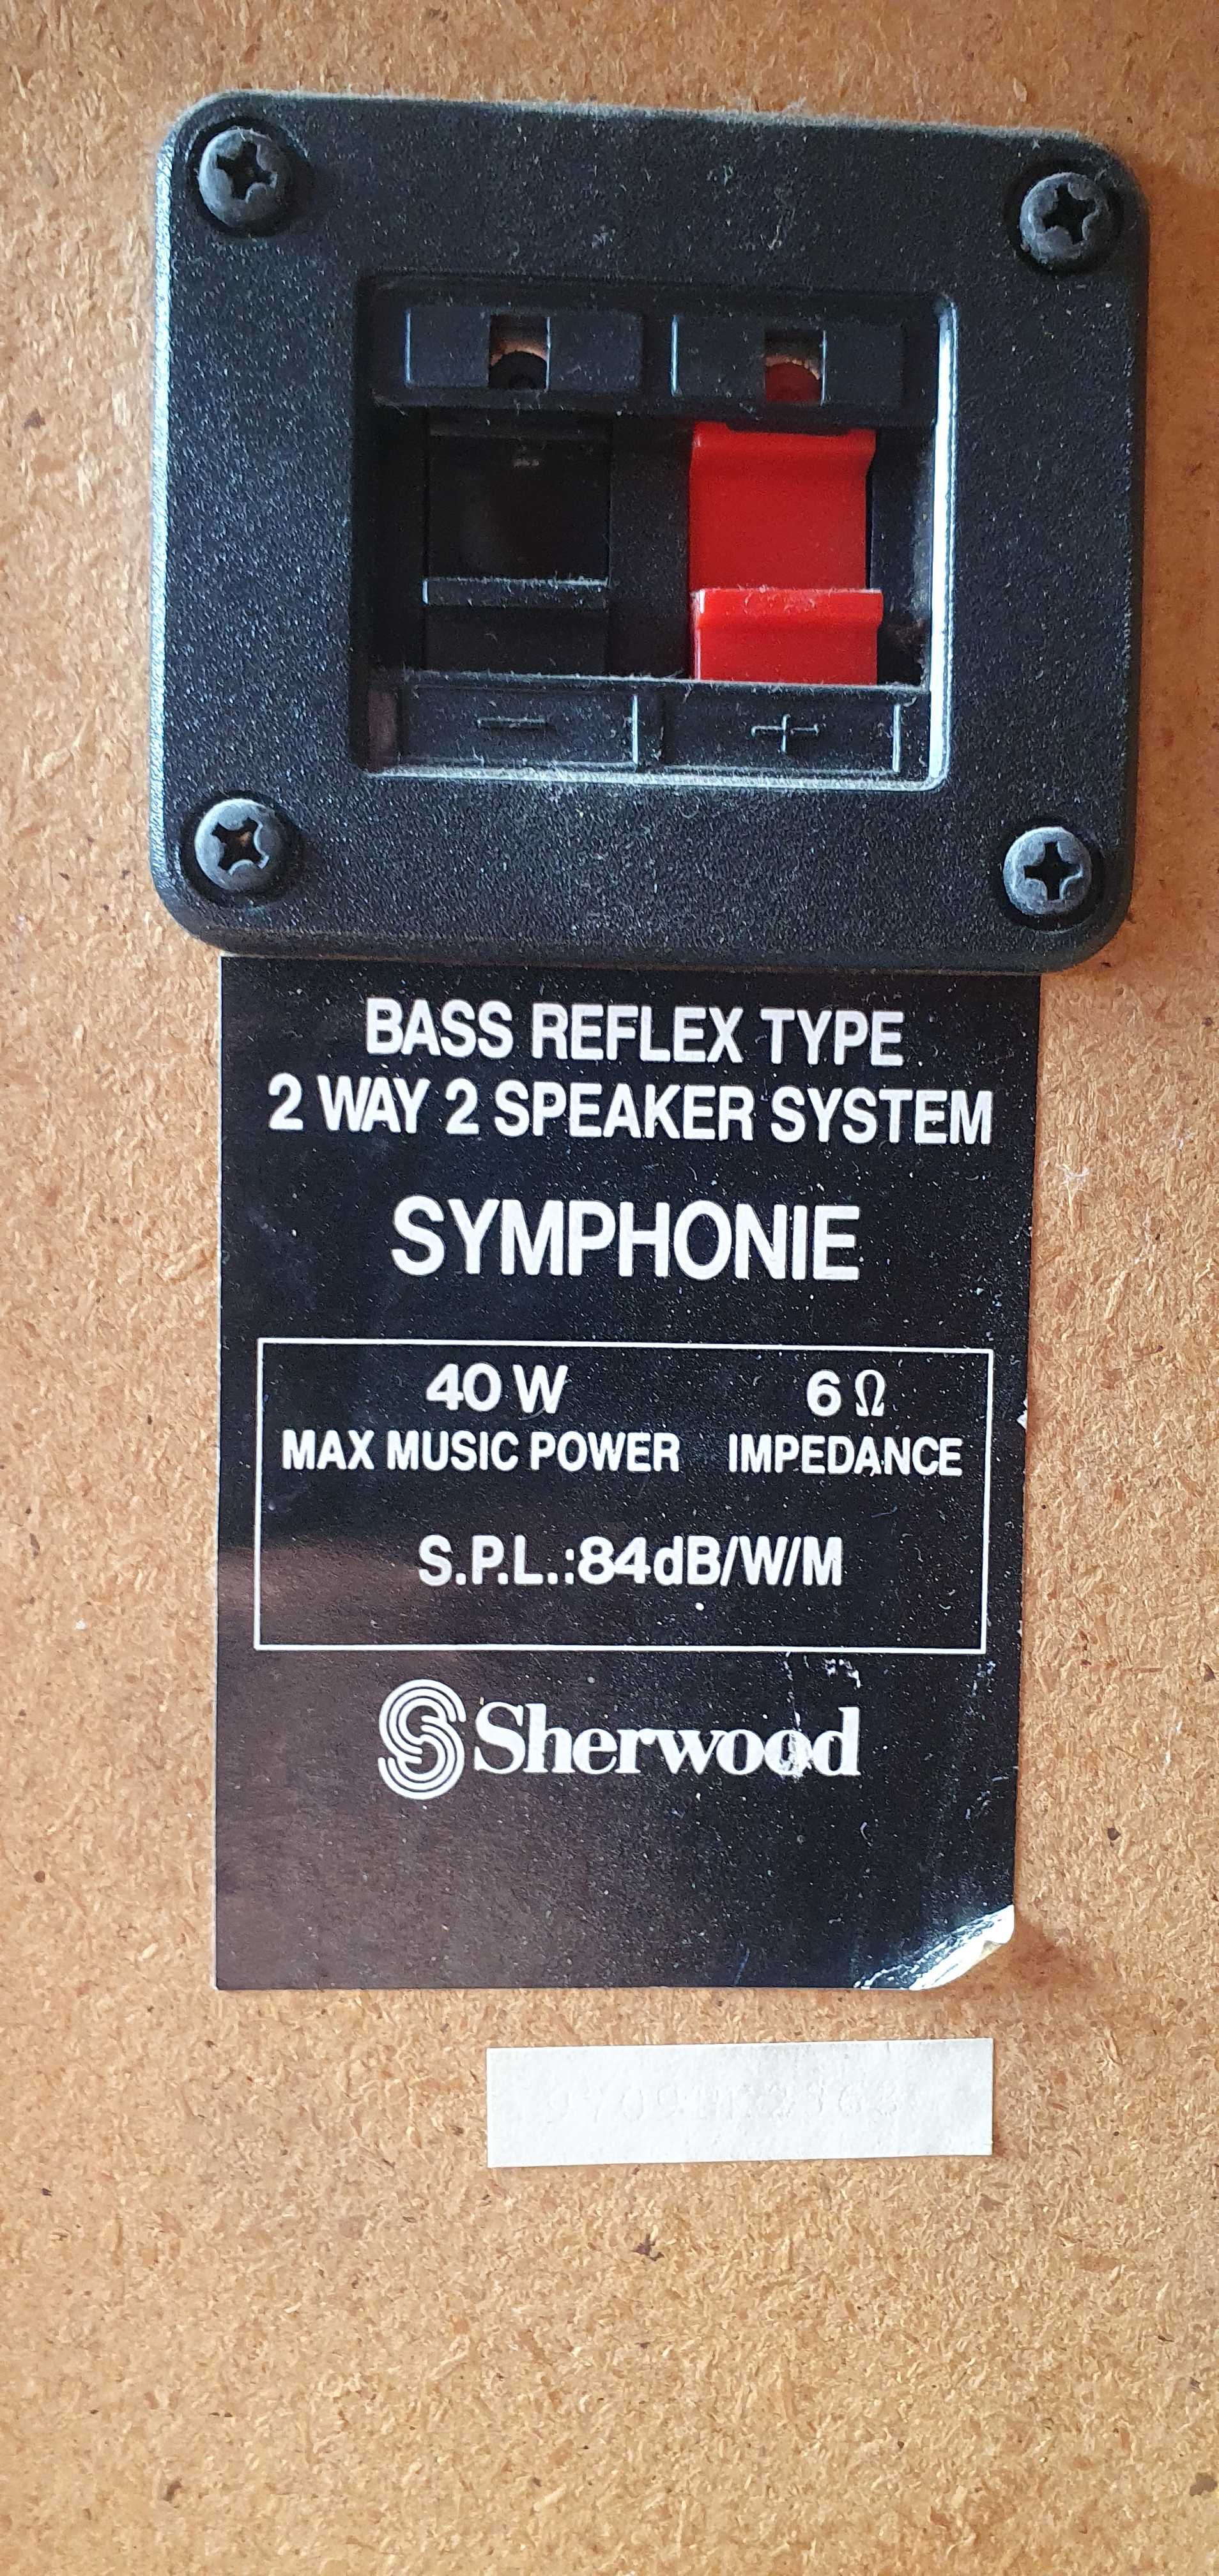 − +
BASS REFLEX TYPE
2 WAY 2 SPEAKER SYSTEM
SYMPHONIE
40 W 6 Ω
MAX MUSIC POWER IMPEDANCE
S.P.L.:84dB/W/M
Sherwood